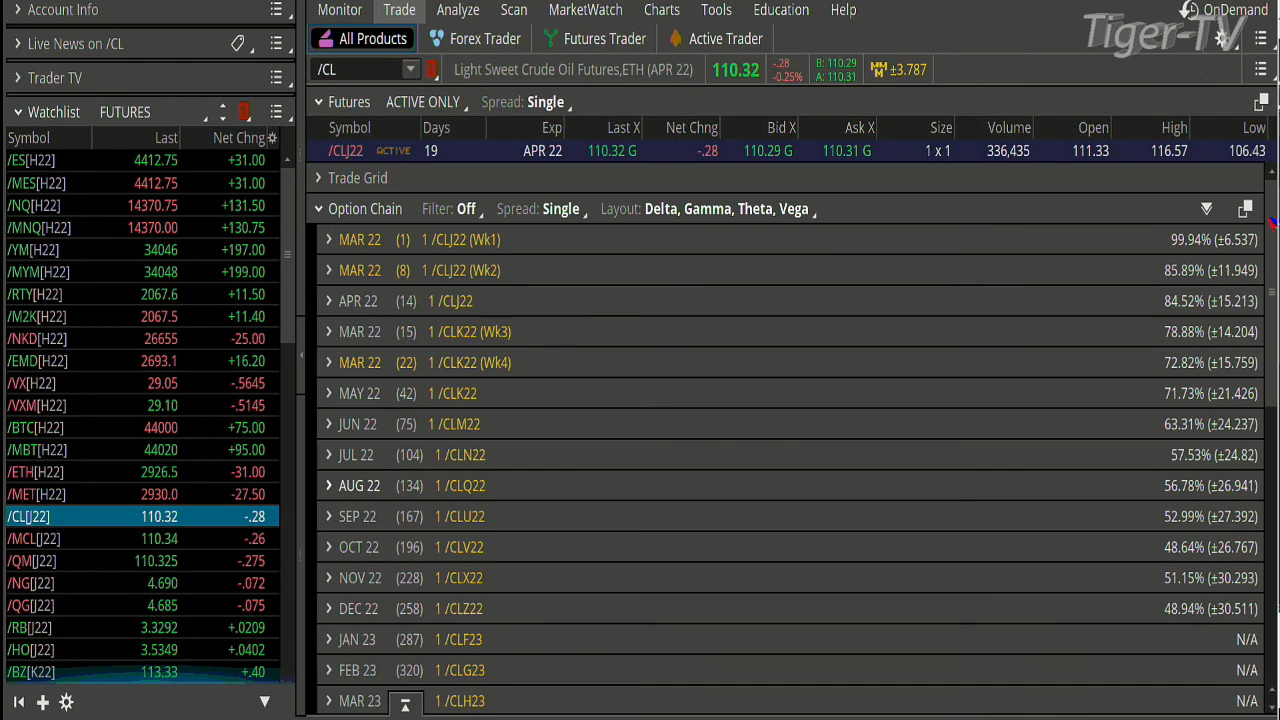 Account Info
Live News on /CL
Trader TV
Watchlist FUTURES
Symbol Last Net Chng
/ES[H22] 4412.75 +31.00
/MES[H22] 4412.75 +31.00
/NQ[H22] 14370.75 +131.50
/MNQ[H22] 14370.00 +130.75
/YM[H22] 34046 +197.00
/MYM[H22] 34048 +199.00
/RTY[H22] 2067.6 +11.50
/M2K[H22] 2067.5 +11.40
/NKD[H22] 26655 -25.00
/EMD[H22] 2693.1 +16.20
/VX[H22] 29.05 -.5645
/VXM[H22] 29.10 -.5145
/BTC[H22] 44000 +75.00
/MBT[H22] 44020 +95.00
/ETH[H22] 2926.5 -31.00
/MET[H22] 2930.0 -27.50
/CL[J22] 110.32 -.28
/MCL[J22] 110.34 -.26
/QM[J22] 110.325 -.275
/NG[J22] 4.690 -.072
/QG[J22] 4.685 -.075
/RB[J22] 3.3292 +.0209
/HO[J22] 3.5349 +.0402
/BZ[K22] 113.33 +.40
Monitor Trade Analyze Scan MarketWatch Charts Tools Education Help OnDemand
Tiger-TV
All Products Forex Trader Futures Trader Active Trader
/CL Light Sweet Crude Oil Futures,ETH (APR 22) 110.32 -.28 -0.25% B: 110.29 A: 110.31 ±3.787
Futures ACTIVE ONLY Spread: Single
Symbol Days Exp Last X Net Chng Bid X Ask X Size Volume Open High Low
/CLJ22 ACTIVE 19 APR 22 110.32 G -.28 110.29 G 110.31 G 1 x 1 336,435 111.33 116.57 106.43
Trade Grid
Option Chain Filter: Off Spread: Single Layout: Delta, Gamma, Theta, Vega
MAR 22 (1) 1 /CLJ22 (Wk1) 99.94% (±6.537)
MAR 22 (8) 1 /CLJ22 (Wk2) 85.89% (±11.949)
APR 22 (14) 1 /CLJ22 84.52% (±15.213)
MAR 22 (15) 1 /CLK22 (Wk3) 78.88% (±14.204)
MAR 22 (22) 1 /CLK22 (Wk4) 72.82% (±15.759)
MAY 22 (42) 1 /CLK22 71.73% (±21.426)
JUN 22 (75) 1 /CLM22 63.31% (±24.237)
JUL 22 (104) 1 /CLN22 57.53% (±24.82)
AUG 22 (134) 1 /CLQ22 56.78% (±26.941)
SEP 22 (167) 1 /CLU22 52.99% (±27.392)
OCT 22 (196) 1 /CLV22 48.64% (±26.767)
NOV 22 (228) 1 /CLX22 51.15% (±30.293)
DEC 22 (258) 1 /CLZ22 48.94% (±30.511)
JAN 23 (287) 1 /CLF23 N/A
FEB 23 (320) 1 /CLG23 N/A
MAR 23 1 /CLH23 N/A